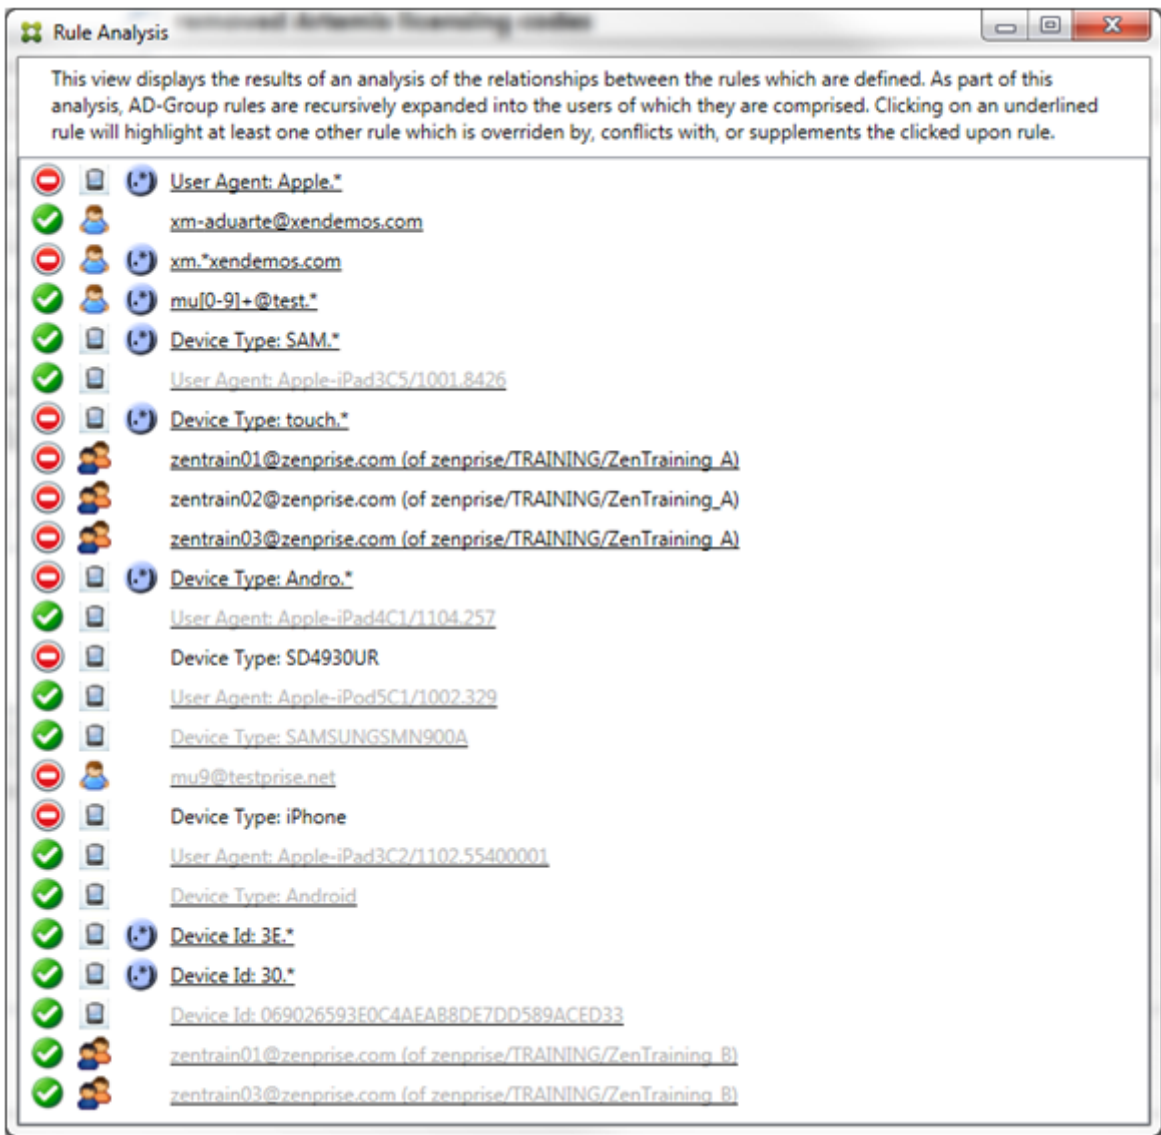 removed Artemis licensing codes
Rule Analysis
This view displays the results of an analysis of the relationships between the rules which are defined. As part of this
analysis, AD-Group rules are recursively expanded into the users of which they are comprised. Clicking on an underlined
rule will highlight at least one other rule which is overriden by, conflicts with, or supplements the clicked upon rule.
(.*) User Agent: Apple.*
xm-aduarte@xendemos.com
(.*) xm.*xendemos.com
(.*) mu[0-9]+@test.*
(.*) Device Type: SAM.*
User Agent: Apple-iPad3C5/1001.8426
(.*) Device Type: touch.*
zentrain01@zenprise.com (of zenprise/TRAINING/ZenTraining_A)
zentrain02@zenprise.com (of zenprise/TRAINING/ZenTraining_A)
zentrain03@zenprise.com (of zenprise/TRAINING/ZenTraining_A)
(.*) Device Type: Andro.*
User Agent: Apple-iPad4C1/1104.257
Device Type: SD4930UR
User Agent: Apple-iPod5C1/1002.329
Device Type: SAMSUNGSMN900A
mu9@testprise.net
Device Type: iPhone
User Agent: Apple-iPad3C2/1102.55400001
Device Type: Android
(.*) Device Id: 3E.*
(.*) Device Id: 30.*
Device Id: 069026593E0C4AEAB8DE7DD589ACED33
zentrain01@zenprise.com (of zenprise/TRAINING/ZenTraining_B)
zentrain03@zenprise.com (of zenprise/TRAINING/ZenTraining_B)